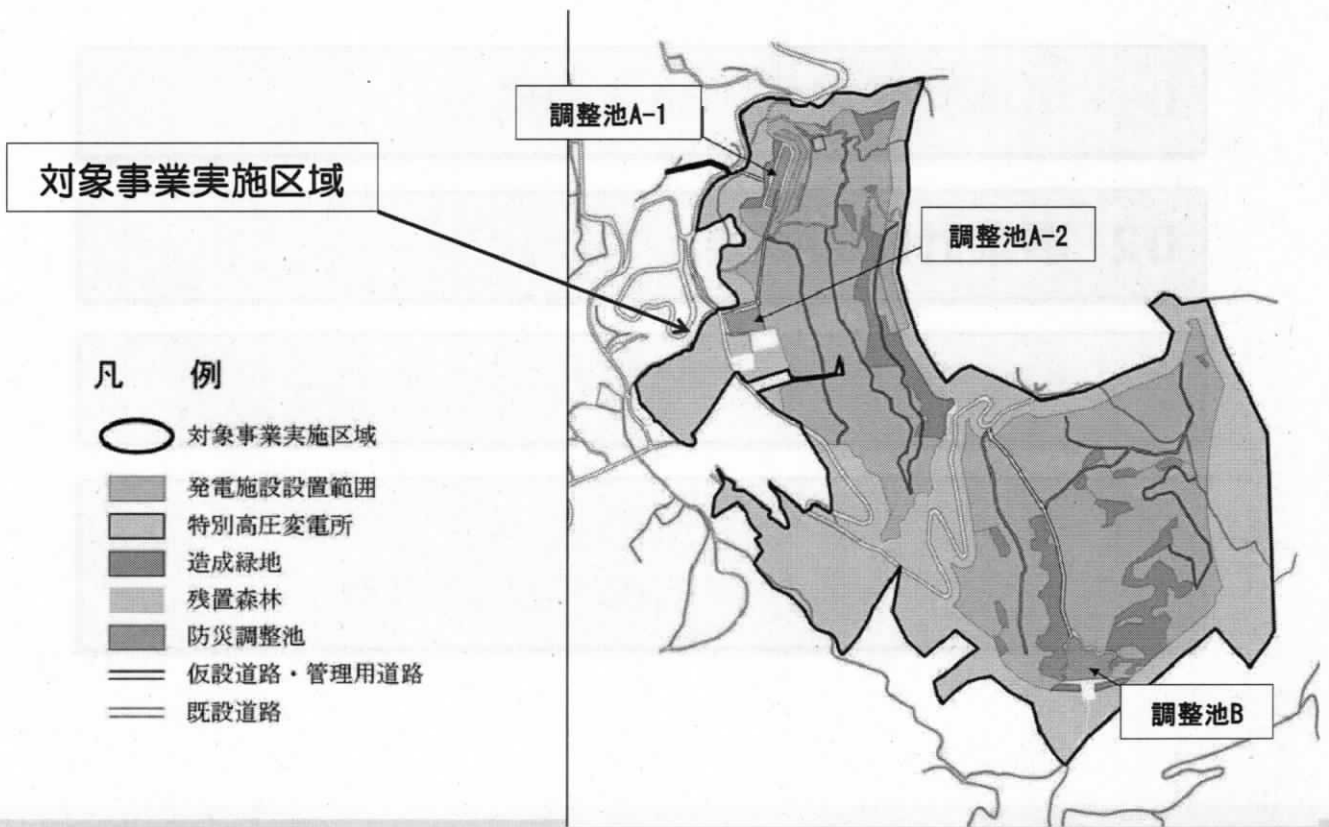 調整池A-1
対象事業実施区域
調整池A-2
凡 例
対象事業実施区域
発電施設設置範囲
特別高圧変電所
造成緑地
残置森林
防災調整池
仮設道路・管理用道路
既設道路
調整池B